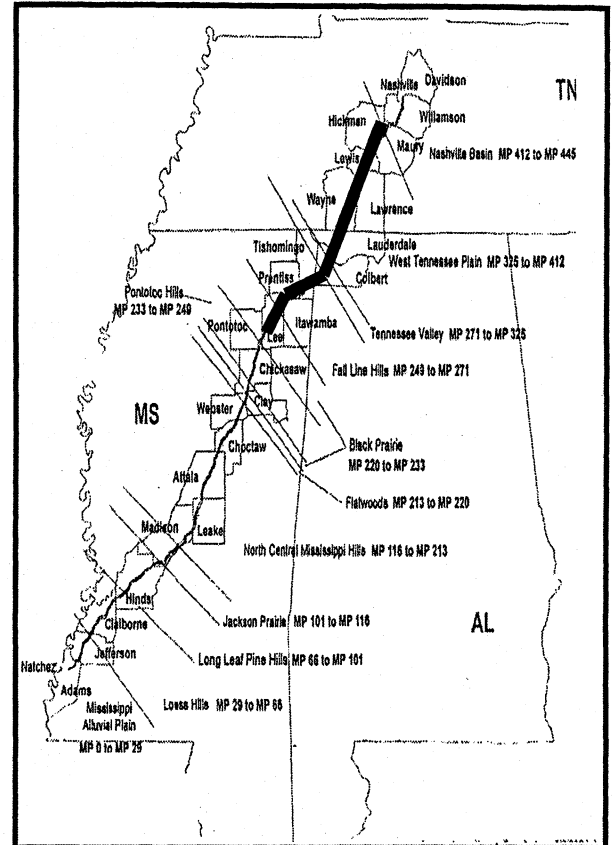 Davidson
Nashville
TN
Hickman
Williamson
Maury
Nashville Basin MP 412 to MP 445
Lewis
Wayne
Lawrence
Tishomingo
Lauderdale
West Tennessee Plain MP 325 to MP 412
Prentiss
Colbert
Pontotoc Hills
MP 233 to MP 249
Itawamba
Pontotoc
Lee
Tennessee Valley MP 271 to MP 325
Chickasaw
Fall Line Hills MP 249 to MP 271
Webster
Clay
MS
Choctaw
Black Prairie
MP 220 to MP 233
Attala
Flatwoods MP 213 to MP 220
Madison
Leake
North Central Mississippi Hills MP 116 to MP 213
Hinds
Jackson Prairie MP 101 to MP 116
Claiborne
AL
Jefferson
Long Leaf Pine Hills MP 66 to MP 101
Natchez
Adams
Loess Hills MP 29 to MP 66
Mississippi
Alluvial Plain
MP 0 to MP 29